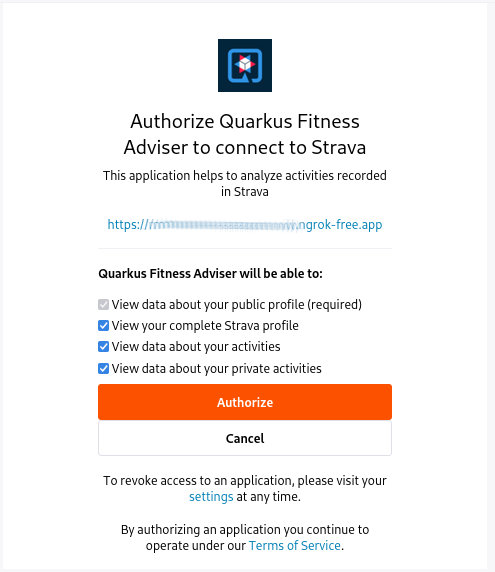 Authorize Quarkus Fitness
Adviser to connect to Strava
This application helps to analyze activities recorded
in Strava
https:// ngrok-free.app
Quarkus Fitness Adviser will be able to:
View data about your public profile (required)
View your complete Strava profile
View data about your activities
View data about your private activities
Authorize
Cancel
To revoke access to an application, please visit your
settings at any time.
By authorizing an application you continue to
operate under our Terms of Service.